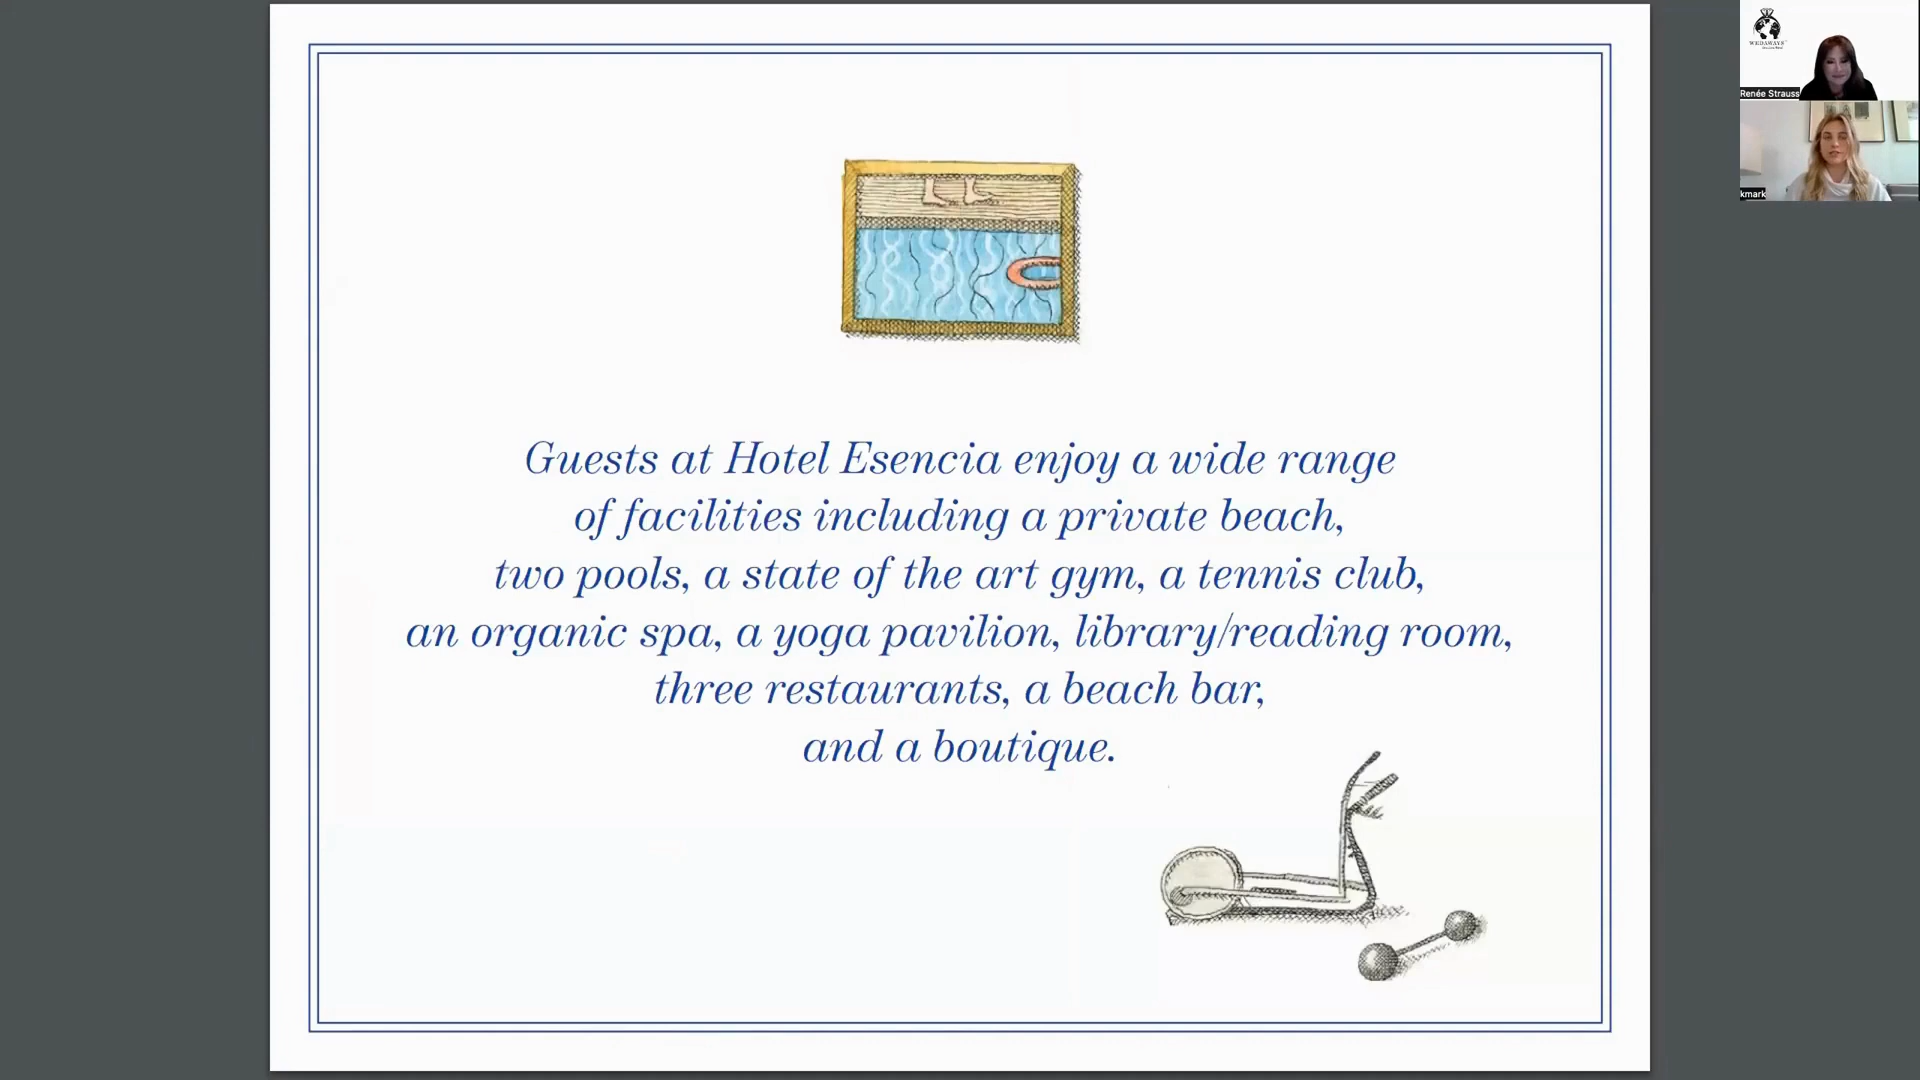 Guests at Hotel Esencia enjoy a wide range
of facilities including a private beach,
two pools, a state of the art gym, a tennis club,
an organic spa, a yoga pavilion, library/reading room,
three restaurants, a beach bar,
and a boutique.
WEDAWAYS
Renée Strauss
kmark